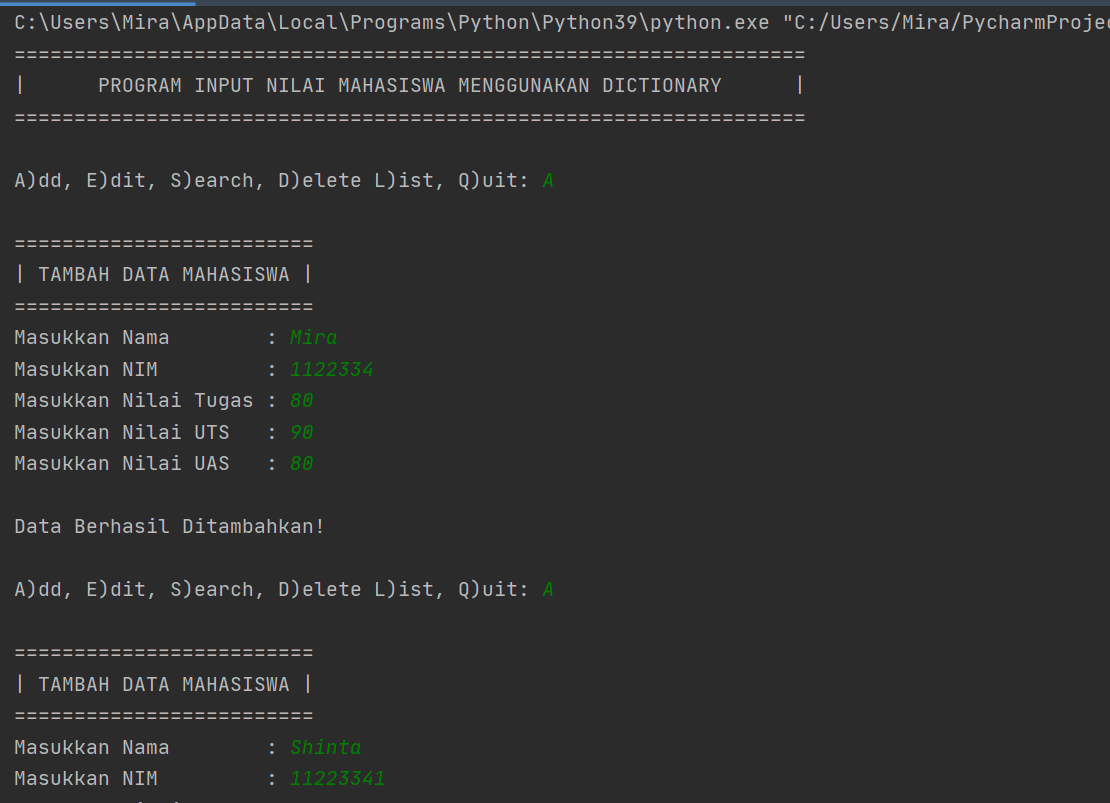 C:\Users\Mira\AppData\Local\Programs\Python\Python39\python.exe "C:/Users/Mira/PycharmProjec
==================================================================
|      PROGRAM INPUT NILAI MAHASISWA MENGGUNAKAN DICTIONARY      |
==================================================================
A)dd, E)dit, S)earch, D)elete L)ist, Q)uit: A
=========================
| TAMBAH DATA MAHASISWA |
=========================
Masukkan Nama        : Mira
Masukkan NIM         : 1122334
Masukkan Nilai Tugas : 80
Masukkan Nilai UTS   : 90
Masukkan Nilai UAS   : 80
Data Berhasil Ditambahkan!
A)dd, E)dit, S)earch, D)elete L)ist, Q)uit: A
=========================
| TAMBAH DATA MAHASISWA |
=========================
Masukkan Nama        : Shinta
Masukkan NIM         : 11223341